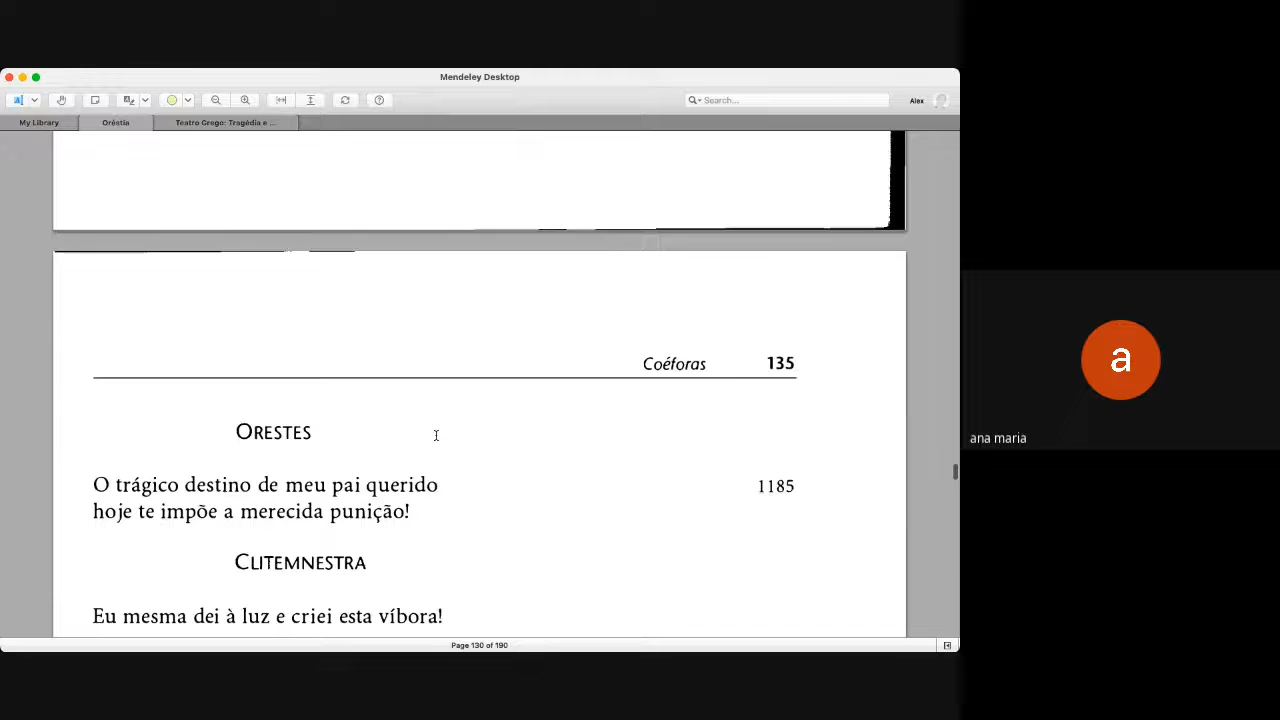 Mendeley Desktop
Search...
Alex
My Library
Oréstia
Teatro Grego: Tragédia e ...
Coéforas 135
ORESTES
O trágico destino de meu pai querido 1185
hoje te impõe a merecida punição!
CLITEMNESTRA
Eu mesma dei à luz e criei esta víbora!
Page 130 of 190
a
ana maria